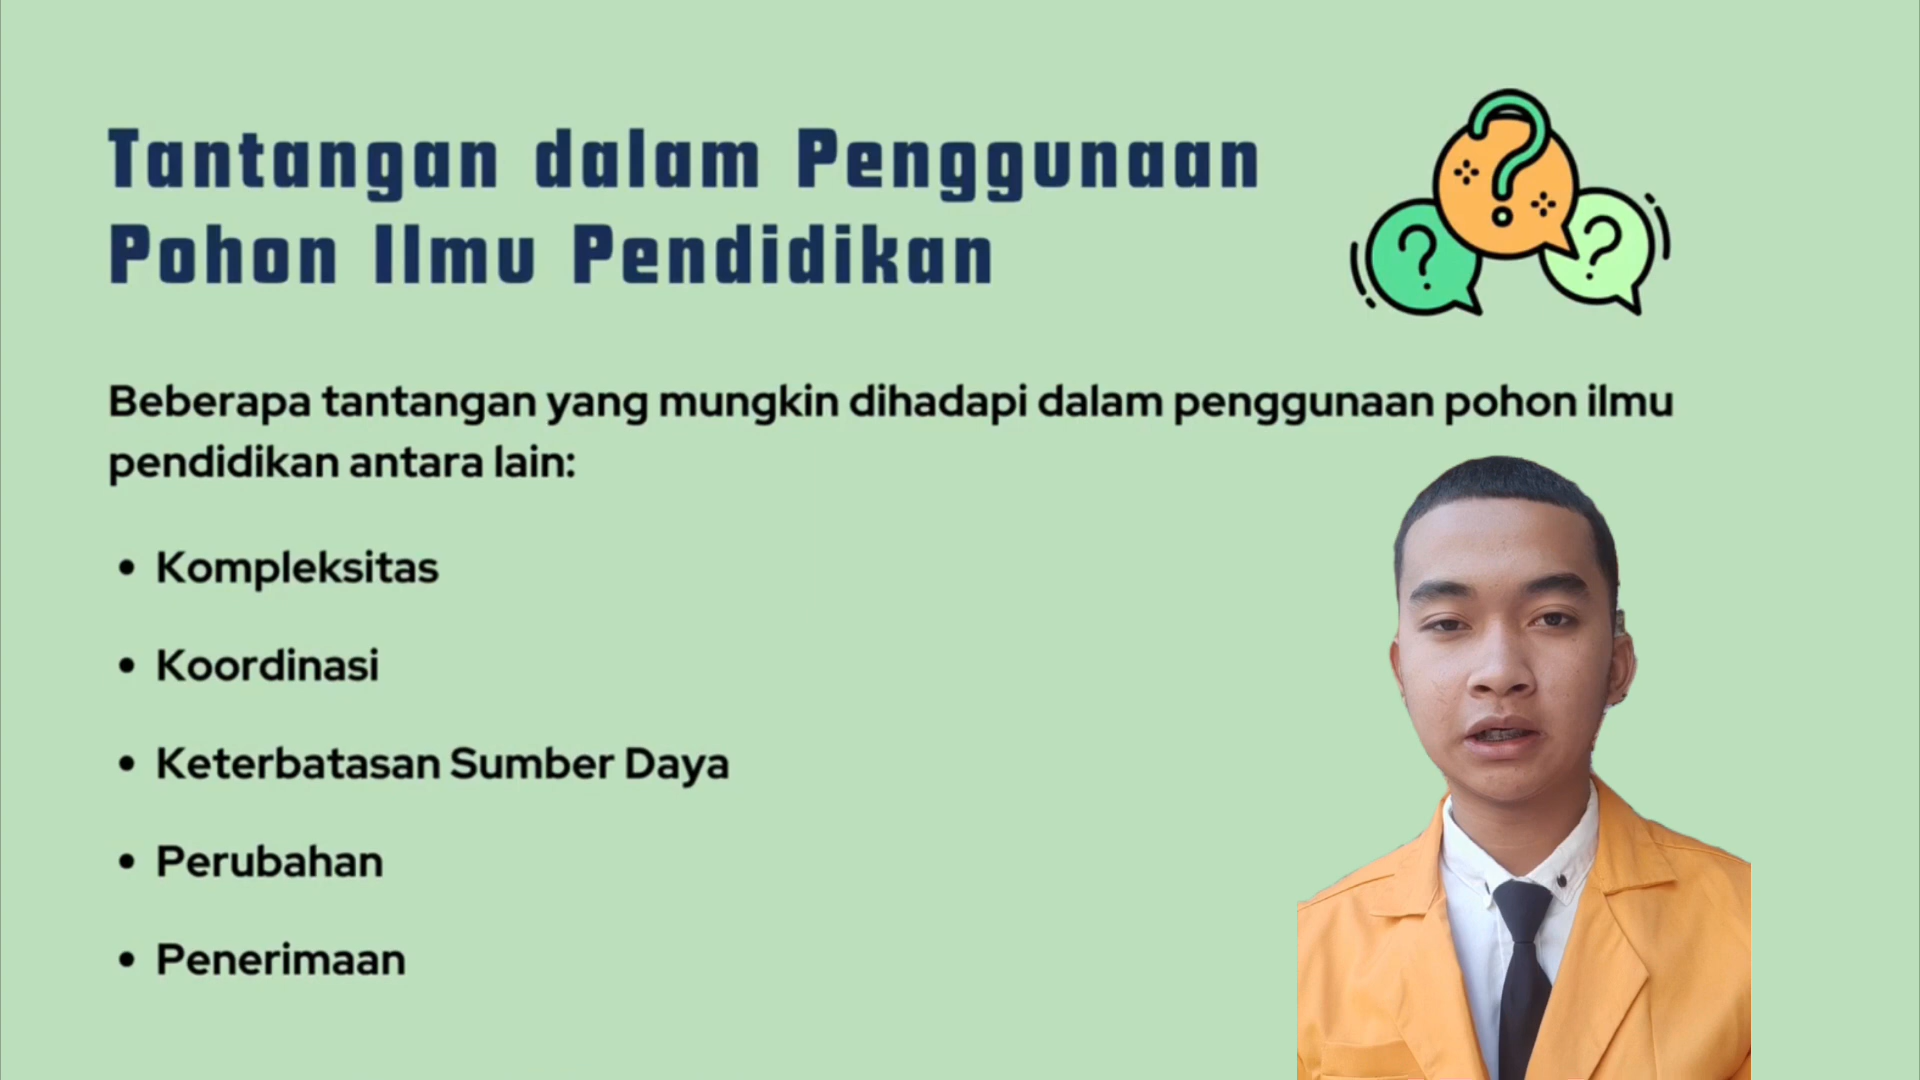 Tantangan dalam Penggunaan
Pohon Ilmu Pendidikan
Beberapa tantangan yang mungkin dihadapi dalam penggunaan pohon ilmu
pendidikan antara lain:
• Kompleksitas
• Koordinasi
• Keterbatasan Sumber Daya
• Perubahan
• Penerimaan